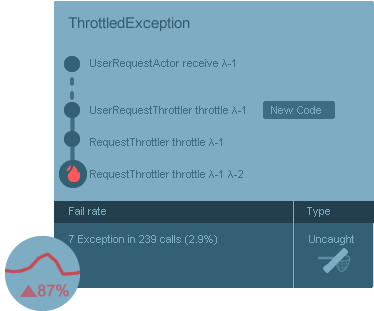 ThrottledException
UserRequestActor receive λ-1
UserRequestThrottler throttle λ-1 New Code
RequestThrottler throttle λ-1
RequestThrottler throttle λ-1 λ-2
Fail rate Type
7 Exception in 239 calls (2.9%) Uncaught
▲87%